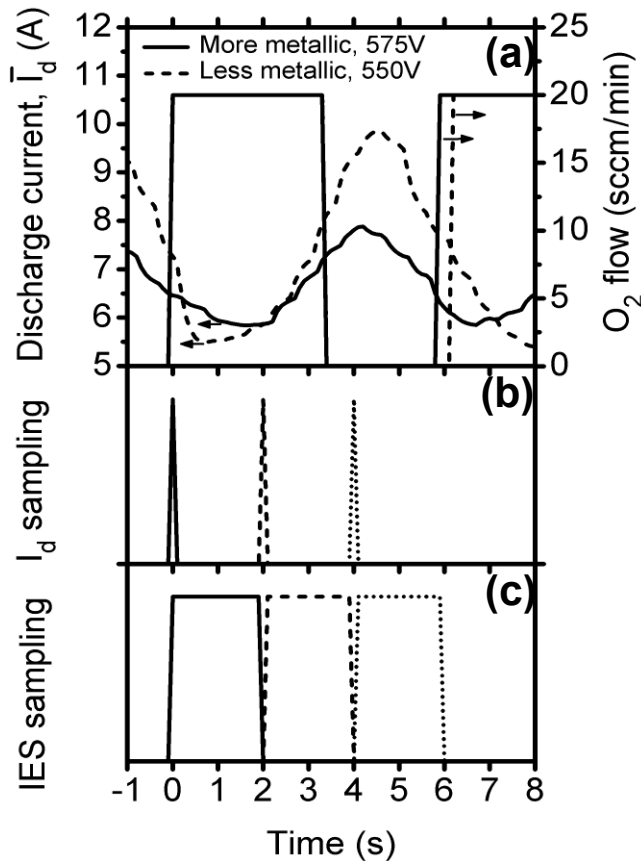 Discharge current, I̅_d (A)
12
11
10
9
8
7
6
5
More metallic, 575V
Less metallic, 550V
(a)
25
20
15
10
5
0
O₂ flow (sccm/min)
I_d sampling
(b)
IES sampling
(c)
-1 0 1 2 3 4 5 6 7 8
Time (s)